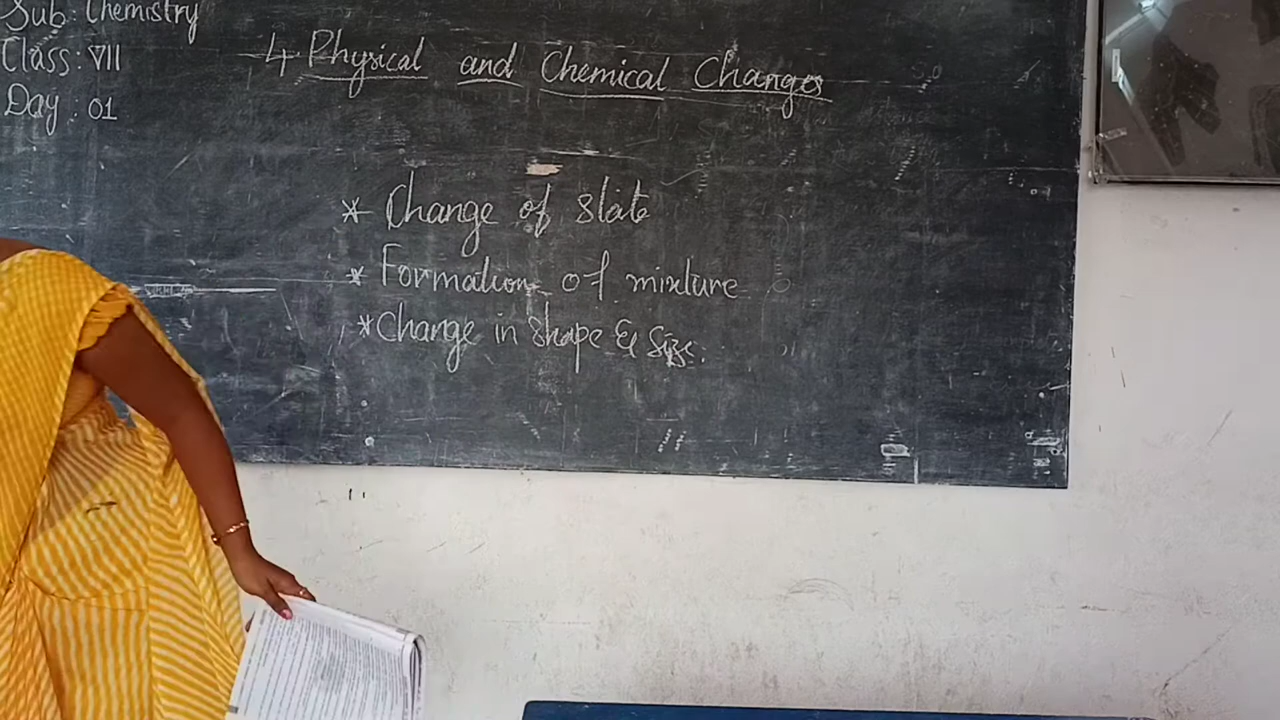 Sub: Chemistry
Class: VII
Day: 01
4 Physical and Chemical Changes
* Change of state
* Formation of mixture
* Change in shape & size.